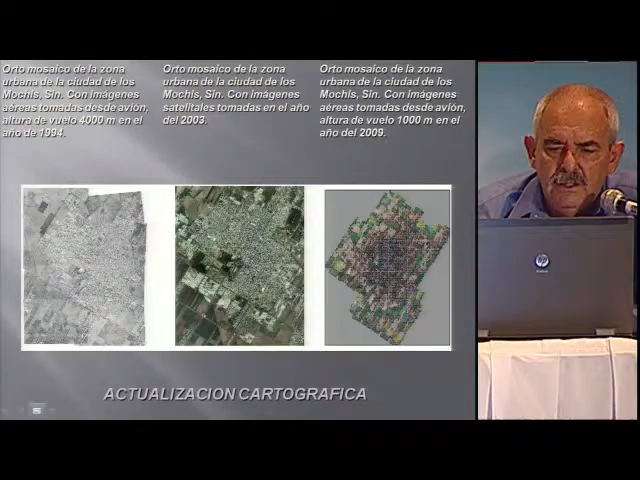 Orto mosaico de la zona
urbana de la ciudad de los
Mochis, Sin. Con imágenes
aéreas tomadas desde avión,
altura de vuelo 4000 m en el
año de 1994.
Orto mosaico de la zona
urbana de la ciudad de los
Mochis, Sin. Con imágenes
satelitales tomadas en el año
del 2003.
Orto mosaico de la zona
urbana de la ciudad de los
Mochis, Sin. Con imágenes
aéreas tomadas desde avión,
altura de vuelo 1000 m en el
año del 2009.
ACTUALIZACION CARTOGRAFICA
hp